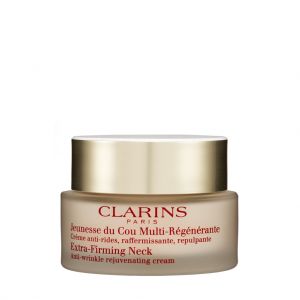 CLARINS
PARIS
Jeunesse du Cou Multi-Régénérante
Crème anti-rides, raffermissante, repulpante
Extra-Firming Neck
Anti-wrinkle rejuvenating cream